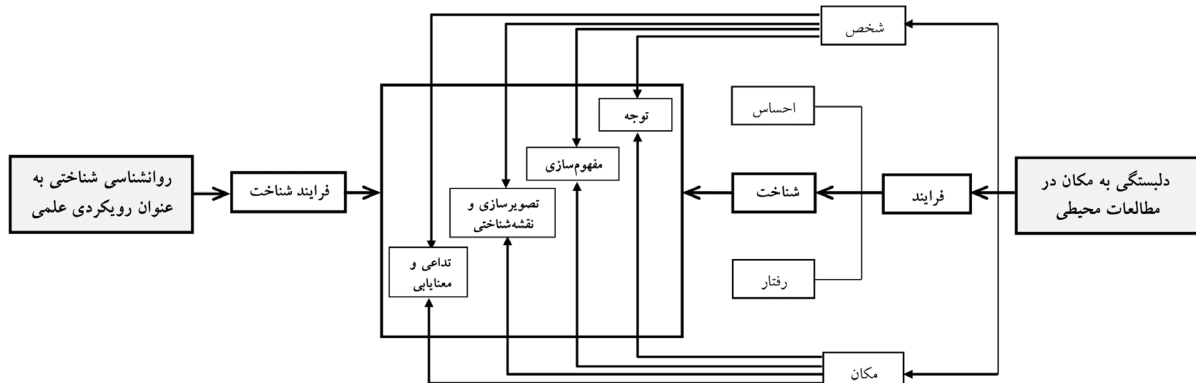 شخص
احساس
توجه
مفهوم‌سازی
دلبستگی به مکان در
مطالعات محیطی
فرایند
شناخت
تصویرسازی و
نقشه‌شناختی
فرایند شناخت
روانشناسی شناختی به
عنوان رویکردی علمی
تداعی و
معنایابی
رفتار
مکان